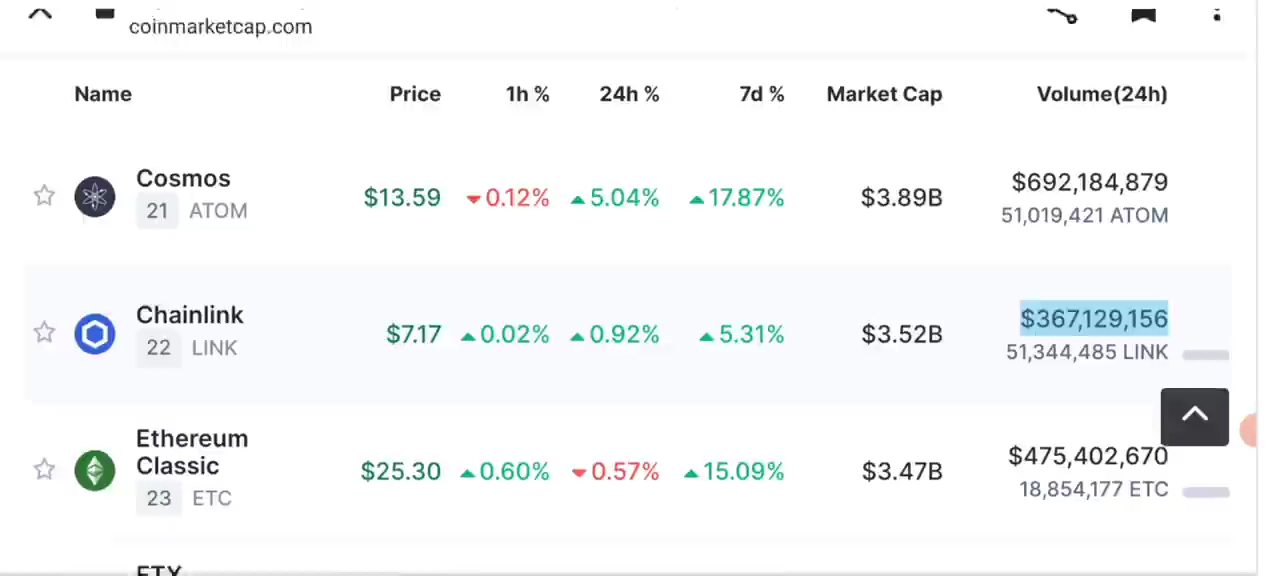 coinmarketcap.com
Name Price 1h % 24h % 7d % Market Cap Volume(24h)
Cosmos
21 ATOM
$13.59 0.12% 5.04% 17.87% $3.89B
$692,184,879
51,019,421 ATOM
Chainlink
22 LINK
$7.17 0.02% 0.92% 5.31% $3.52B
$367,129,156
51,344,485 LINK
Ethereum
Classic
23 ETC
$25.30 0.60% 0.57% 15.09% $3.47B
$475,402,670
18,854,177 ETC